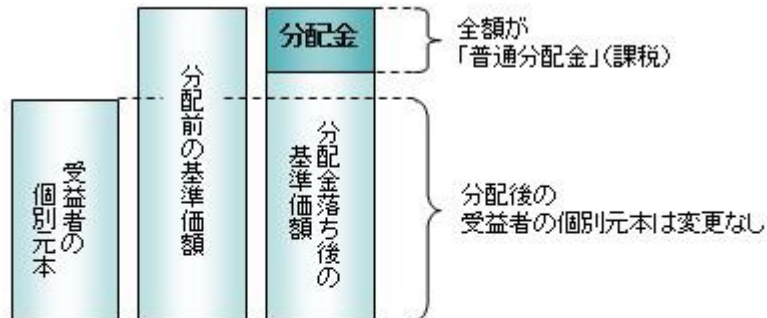 受益者の
個別元本
分配前の基準価額
分配金
分配金落ち後の
基準価額
全額が
「普通分配金」(課税)
分配後の
受益者の個別元本は変更なし